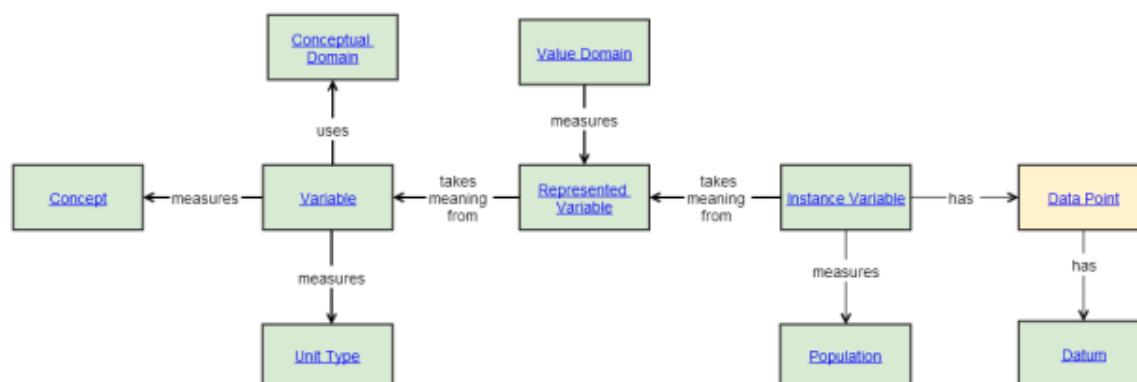 Conceptual
Domain
Value Domain
uses
measures
Concept
measures
Variable
takes
meaning
from
Represented
Variable
takes
meaning
from
Instance Variable
has
Data Point
measures
measures
has
Unit Type
Population
Datum